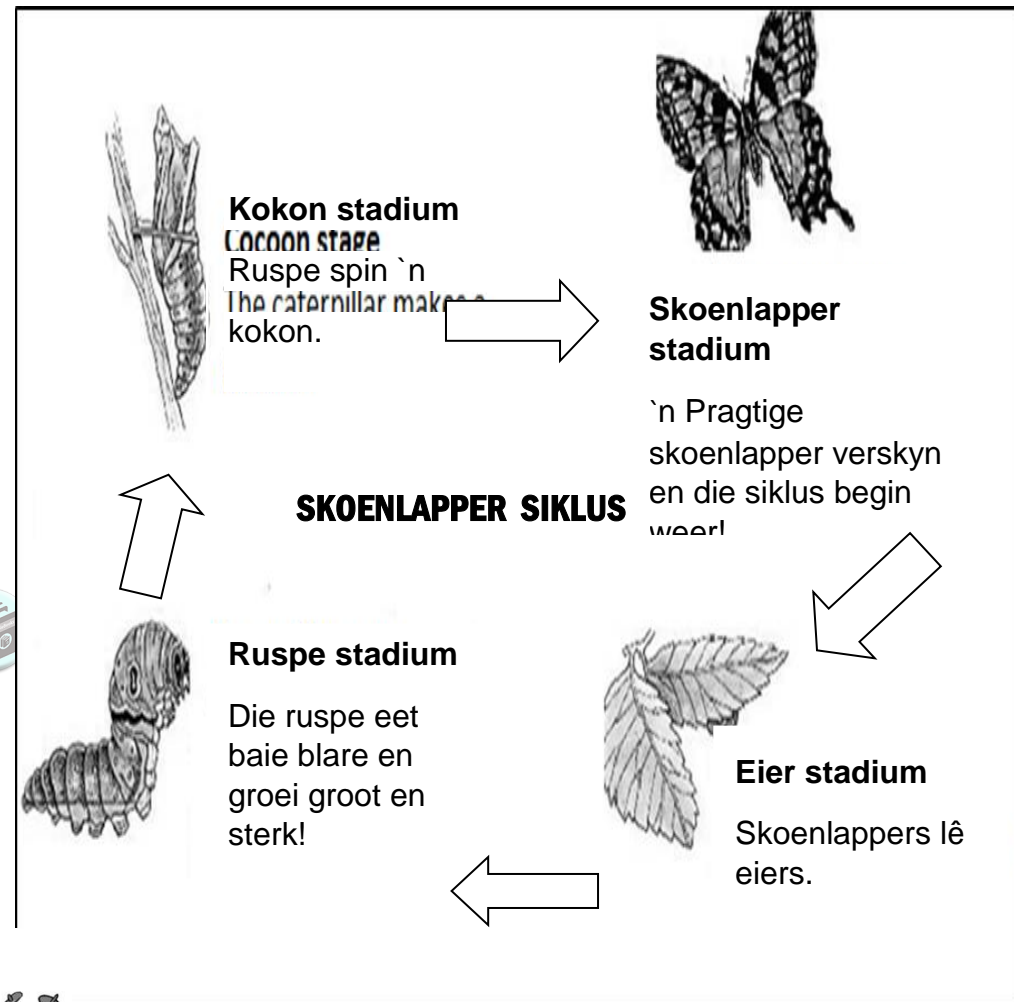 Kokon stadium
Cocoon stage
Ruspe spin `n
The caterpillar makes a
kokon.
Skoenlapper
stadium
`n Pragtige
skoenlapper verskyn
en die siklus begin
weer!
SKOENLAPPER SIKLUS
Ruspe stadium
Die ruspe eet
baie blare en
groei groot en
sterk!
Eier stadium
Skoenlappers lê
eiers.